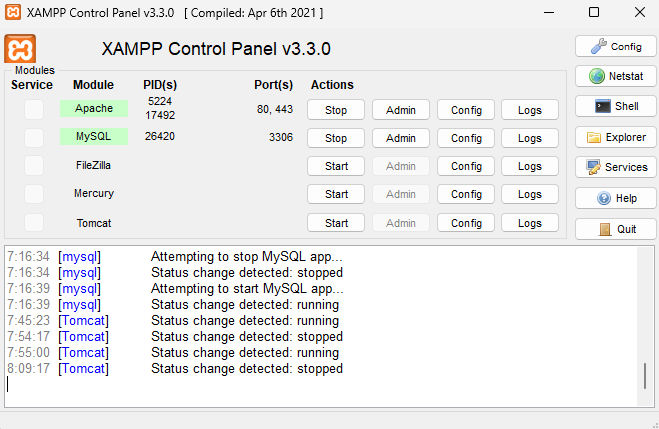 XAMPP Control Panel v3.3.0 [ Compiled: Apr 6th 2021 ]
XAMPP Control Panel v3.3.0
Config
Modules
Service Module PID(s) Port(s) Actions
Netstat
Apache 5224 17492 80, 443 Stop Admin Config Logs
Shell
MySQL 26420 3306 Stop Admin Config Logs
Explorer
FileZilla Start Admin Config Logs
Services
Mercury Start Admin Config Logs
Help
Tomcat Start Admin Config Logs
Quit
7:16:34 [mysql] Attempting to stop MySQL app...
7:16:34 [mysql] Status change detected: stopped
7:16:39 [mysql] Attempting to start MySQL app...
7:16:39 [mysql] Status change detected: running
7:45:23 [Tomcat] Status change detected: running
7:54:17 [Tomcat] Status change detected: stopped
7:55:00 [Tomcat] Status change detected: running
8:09:17 [Tomcat] Status change detected: stopped